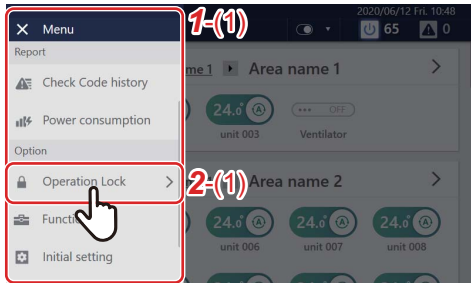 2020/06/12 Fri. 10:48
Menu
1-(1)
65
0
Report
Check Code history
me 1
Area name 1
Power consumption
24.0
A
OFF
unit 003
Ventilator
Option
Operation Lock
2-(1)
Area name 2
Functi
24.0
A
24.0
A
24.0
A
unit 006
unit 007
unit 008
Initial setting